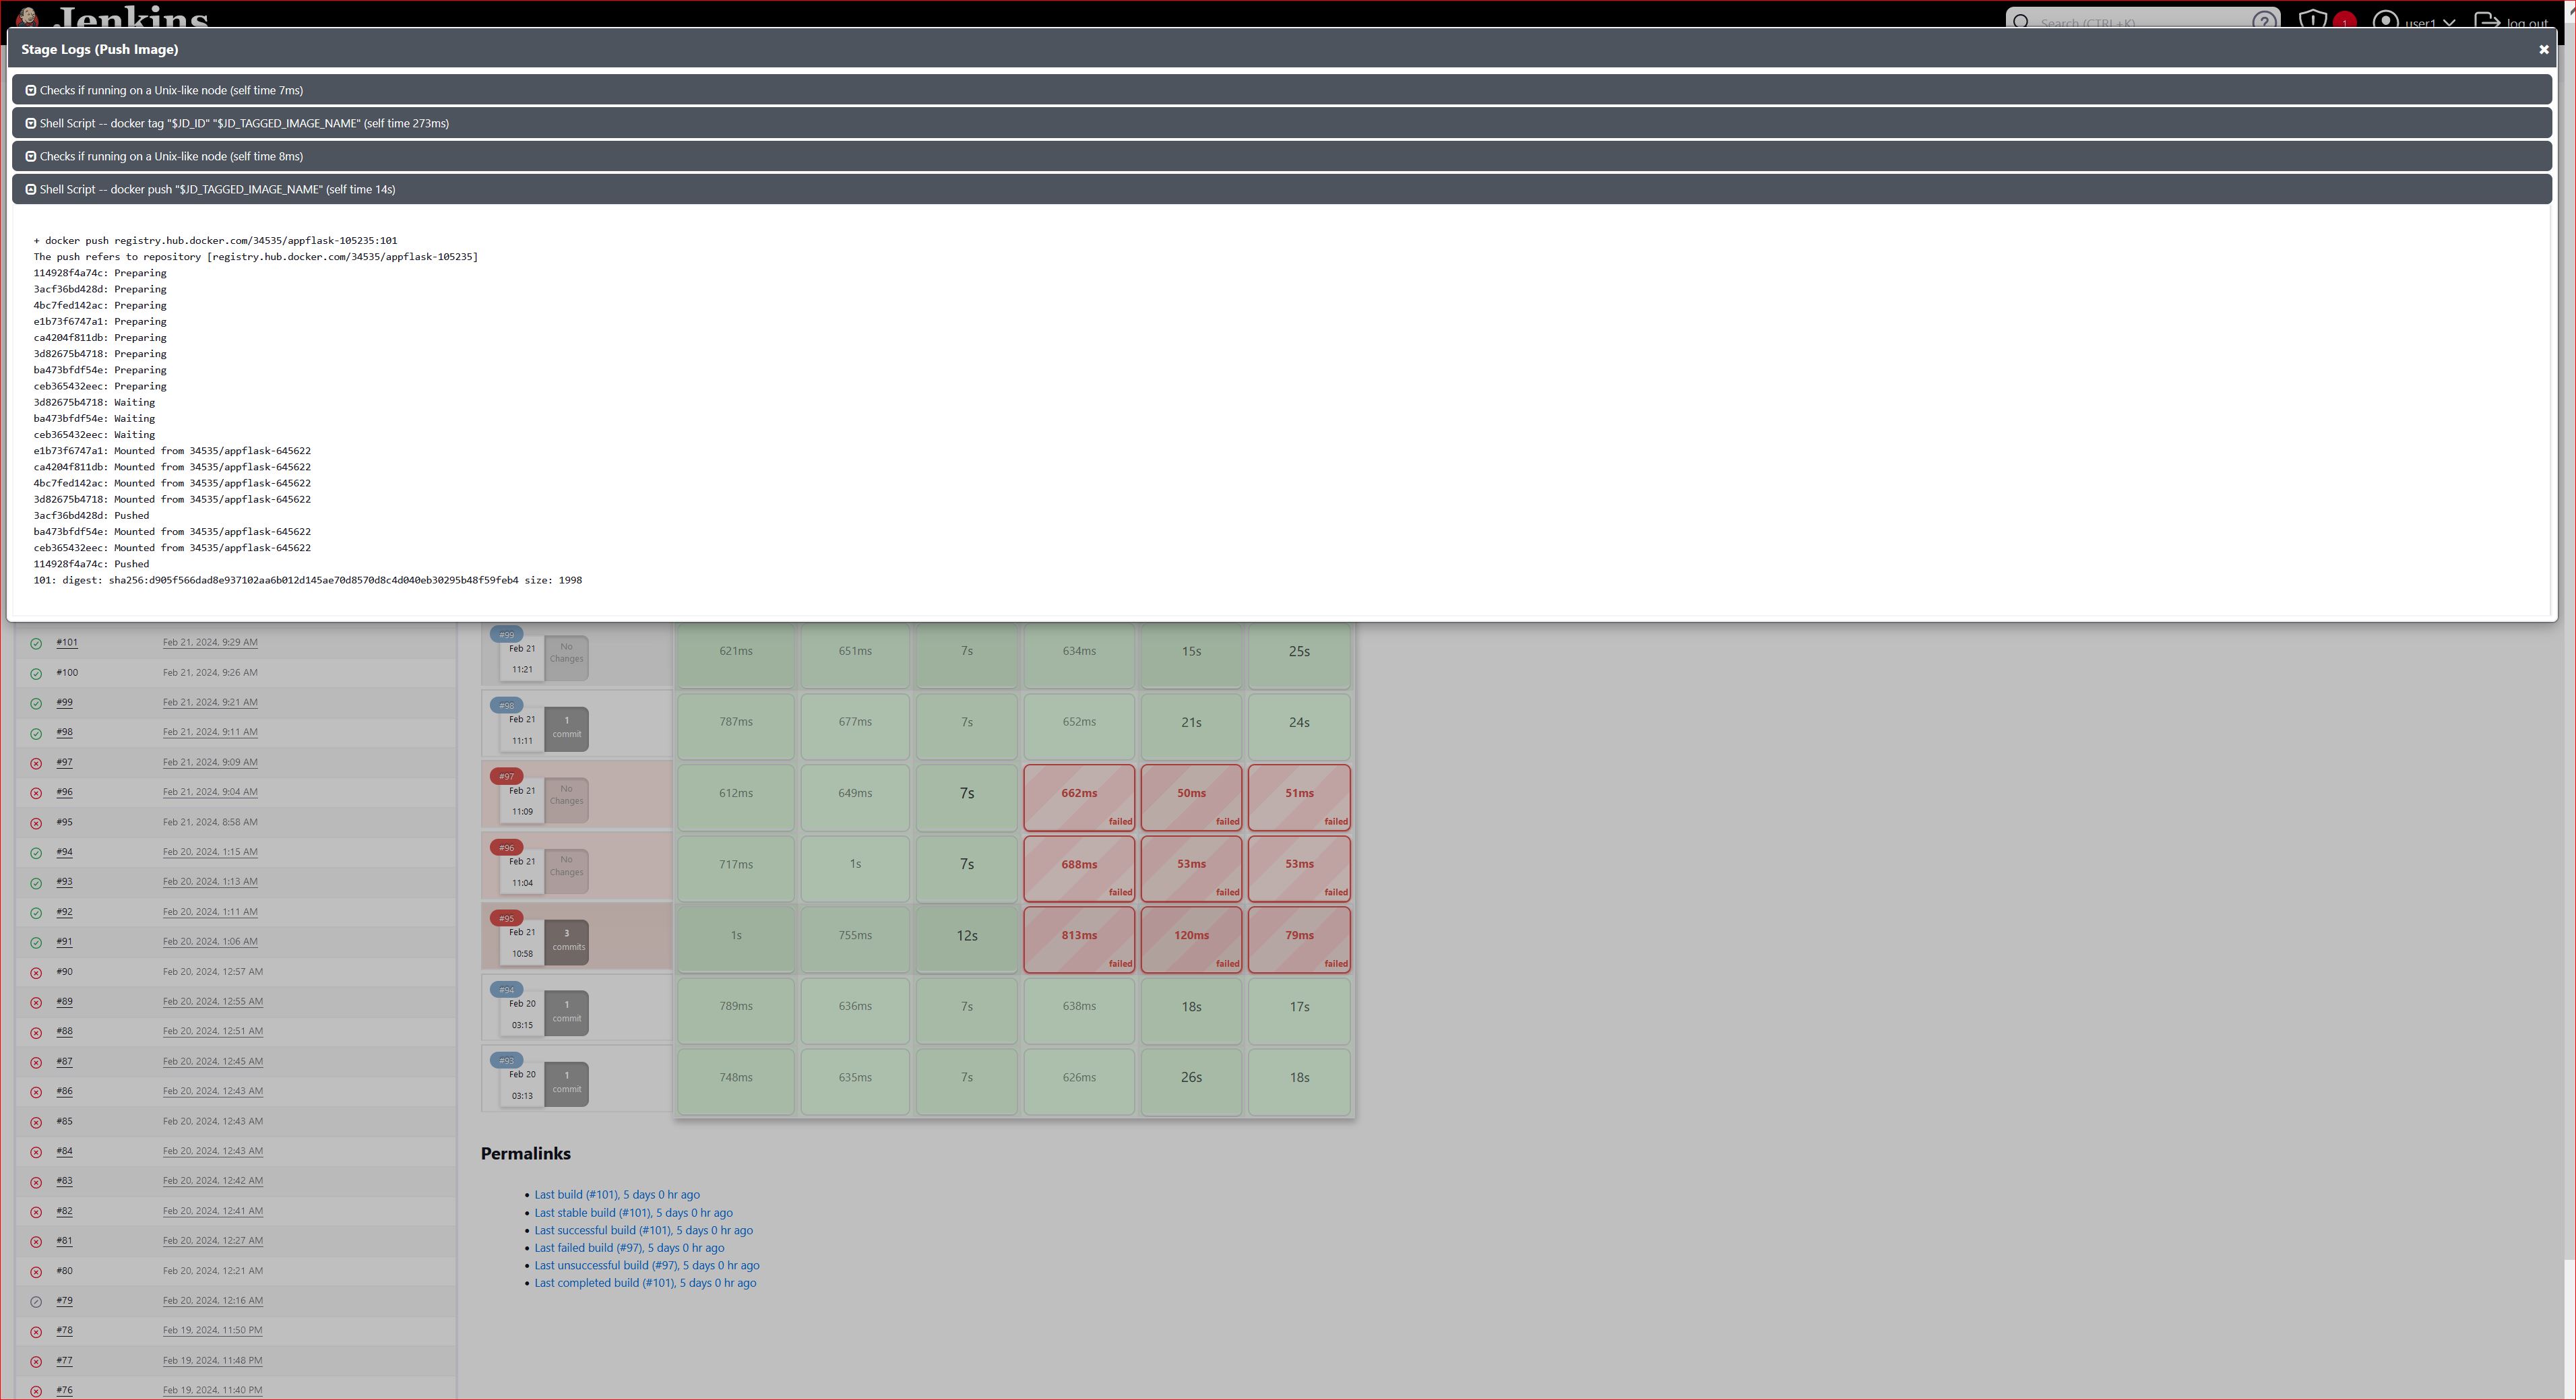 Jenkins
Search (CTRL+K)
?
1
user1
log out
Stage Logs (Push Image)
Checks if running on a Unix-like node (self time 7ms)
Shell Script -- docker tag "$JD_ID" "$JD_TAGGED_IMAGE_NAME" (self time 273ms)
Checks if running on a Unix-like node (self time 8ms)
Shell Script -- docker push "$JD_TAGGED_IMAGE_NAME" (self time 14s)
+ docker push registry.hub.docker.com/34535/appflask-105235:101
The push refers to repository [registry.hub.docker.com/34535/appflask-105235]
114928f4a74c: Preparing
3acf36bd428d: Preparing
4bc7fed142ac: Preparing
e1b73f6747a1: Preparing
ca4204f811db: Preparing
3d82675b4718: Preparing
ba473bfdf54e: Preparing
ceb365432eec: Preparing
3d82675b4718: Waiting
ba473bfdf54e: Waiting
ceb365432eec: Waiting
e1b73f6747a1: Mounted from 34535/appflask-645622
ca4204f811db: Mounted from 34535/appflask-645622
4bc7fed142ac: Mounted from 34535/appflask-645622
3d82675b4718: Mounted from 34535/appflask-645622
3acf36bd428d: Pushed
ba473bfdf54e: Mounted from 34535/appflask-645622
ceb365432eec: Mounted from 34535/appflask-645622
114928f4a74c: Pushed
101: digest: sha256:d905f566dad8e937102aa6b012d145ae70d8570d8c4d040eb30295b48f59feb4 size: 1998
#101 Feb 21, 2024, 9:29 AM
#100 Feb 21, 2024, 9:26 AM
#99 Feb 21, 2024, 9:21 AM
#98 Feb 21, 2024, 9:11 AM
#97 Feb 21, 2024, 9:09 AM
#96 Feb 21, 2024, 9:04 AM
#95 Feb 21, 2024, 8:58 AM
#94 Feb 20, 2024, 1:15 AM
#93 Feb 20, 2024, 1:13 AM
#92 Feb 20, 2024, 1:11 AM
#91 Feb 20, 2024, 1:06 AM
#90 Feb 20, 2024, 12:57 AM
#89 Feb 20, 2024, 12:55 AM
#88 Feb 20, 2024, 12:51 AM
#87 Feb 20, 2024, 12:45 AM
#86 Feb 20, 2024, 12:43 AM
#85 Feb 20, 2024, 12:43 AM
#84 Feb 20, 2024, 12:43 AM
#83 Feb 20, 2024, 12:42 AM
#82 Feb 20, 2024, 12:41 AM
#81 Feb 20, 2024, 12:27 AM
#80 Feb 20, 2024, 12:21 AM
#79 Feb 20, 2024, 12:16 AM
#78 Feb 19, 2024, 11:50 PM
#77 Feb 19, 2024, 11:48 PM
#76 Feb 19, 2024, 11:40 PM
#99
Feb 21
11:21
No
Changes
621ms 651ms 7s 634ms 15s 25s
#98
Feb 21
11:11
1
commit
787ms 677ms 7s 652ms 21s 24s
#97
Feb 21
11:09
No
Changes
612ms 649ms 7s 662ms 50ms 51ms
failed failed failed
#96
Feb 21
11:04
No
Changes
717ms 1s 7s 688ms 53ms 53ms
failed failed failed
#95
Feb 21
10:58
3
commits
1s 755ms 12s 813ms 120ms 79ms
failed failed failed
#94
Feb 20
03:15
1
commit
789ms 636ms 7s 638ms 18s 17s
#93
Feb 20
03:13
1
commit
748ms 635ms 7s 626ms 26s 18s
Permalinks
• Last build (#101), 5 days 0 hr ago
• Last stable build (#101), 5 days 0 hr ago
• Last successful build (#101), 5 days 0 hr ago
• Last failed build (#97), 5 days 0 hr ago
• Last unsuccessful build (#97), 5 days 0 hr ago
• Last completed build (#101), 5 days 0 hr ago